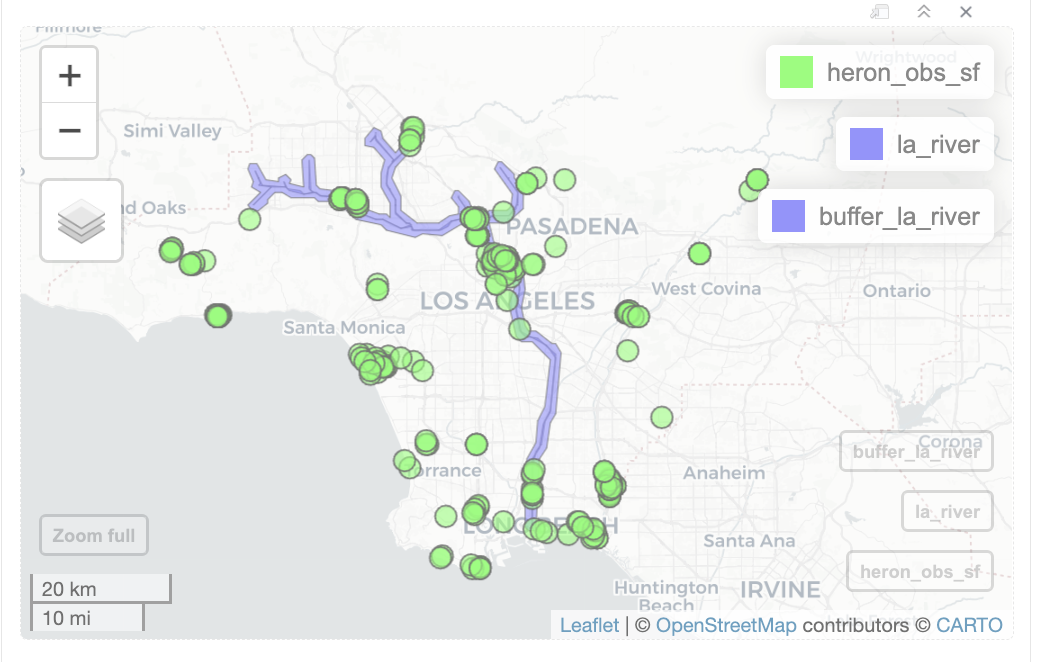 Fillmore
Wrightwood
+
heron_obs_sf
−
Simi Valley
la_river
nd Oaks
buffer_la_river
PASADENA
LOS ANGELES
West Covina
Ontario
Santa Monica
buffer_la_river
Corona
Torrance
Anaheim
la_river
Zoom full
LONG BEACH
Santa Ana
heron_obs_sf
20 km
10 mi
Huntington
Beach
IRVINE
Leaflet | © OpenStreetMap contributors © CARTO